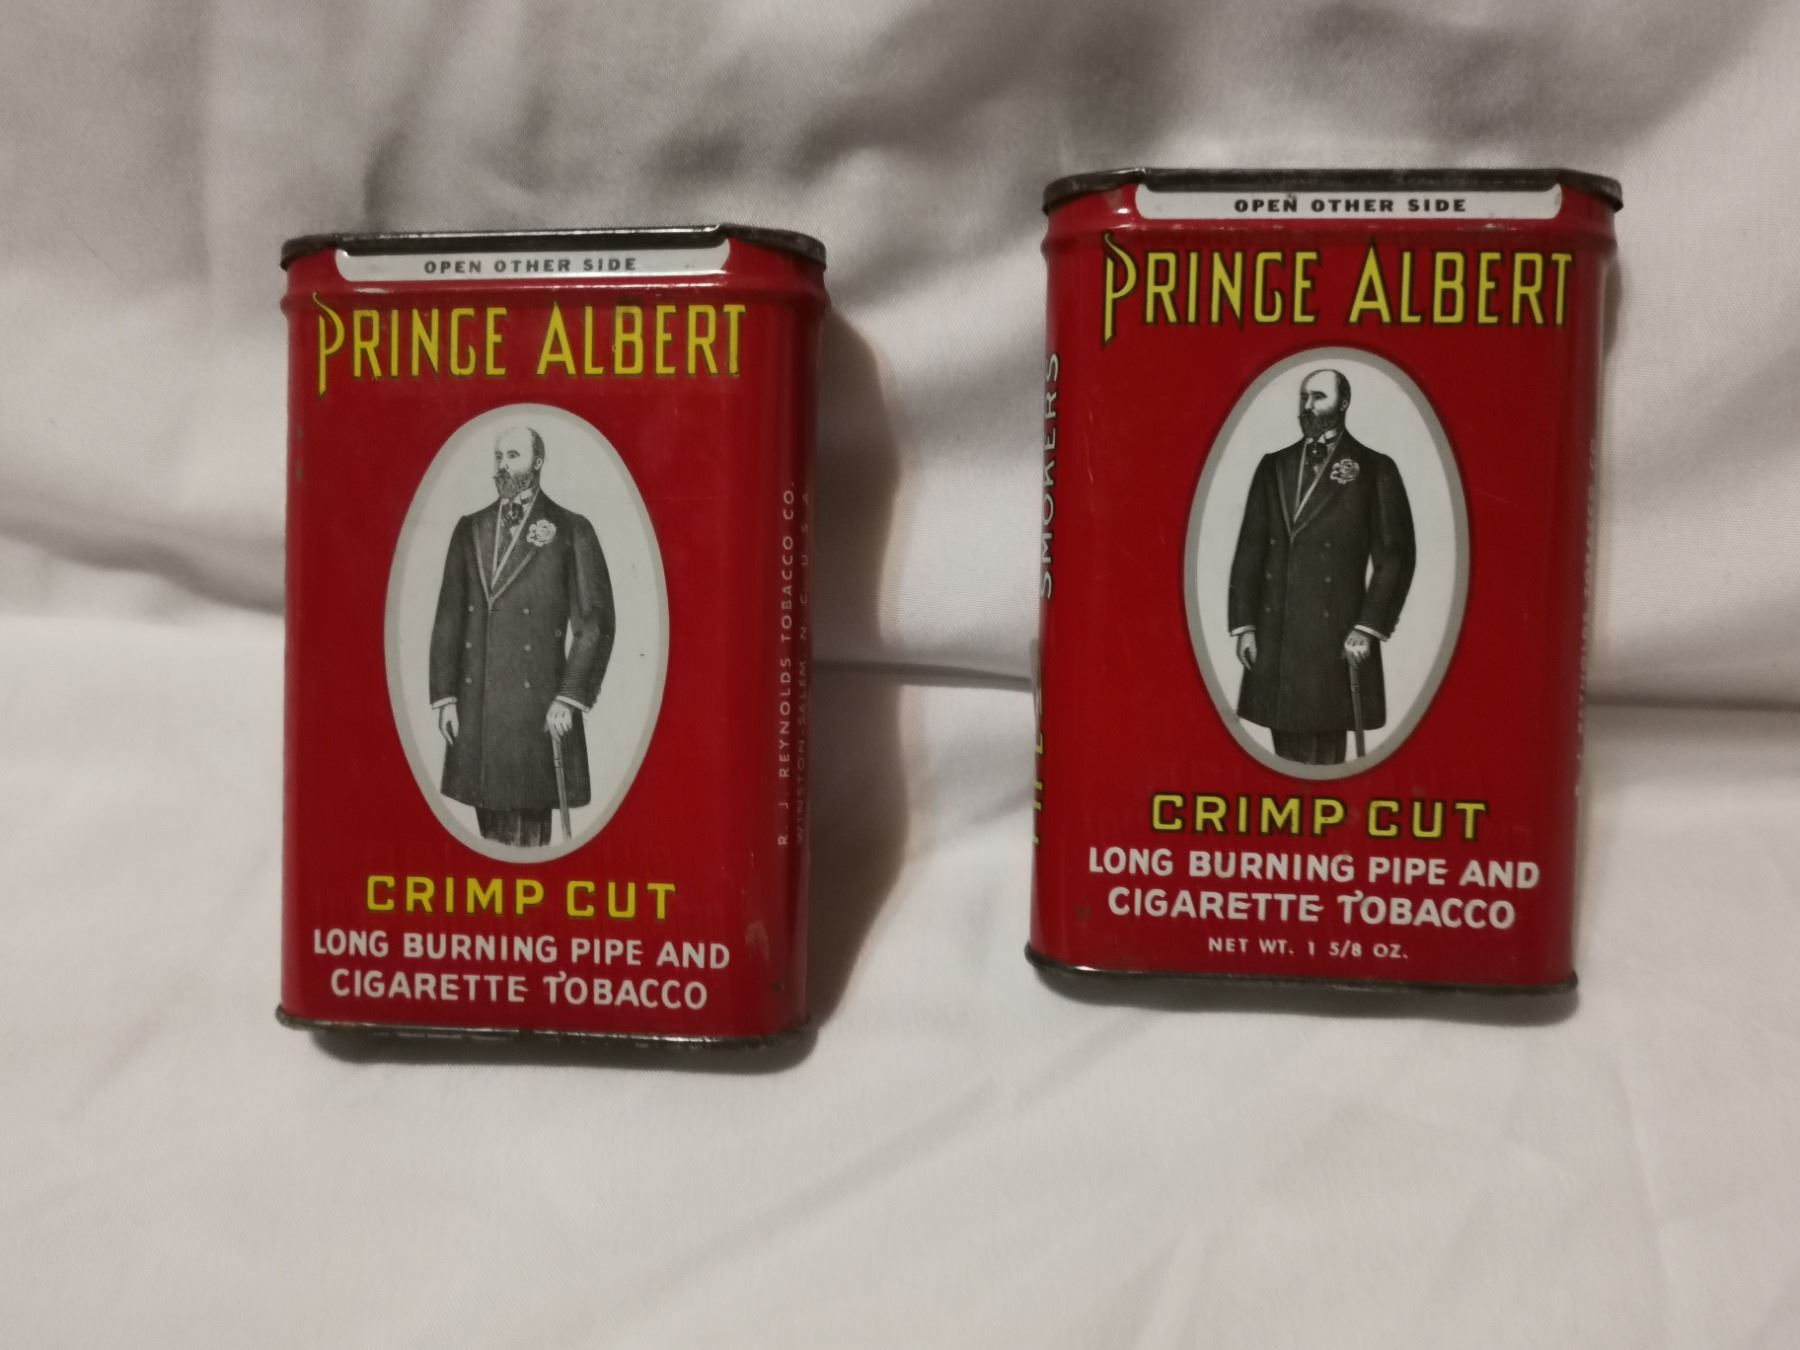 OPEN OTHER SIDE
PRINCE ALBERT
CRIMP CUT
LONG BURNING PIPE AND
CIGARETTE TOBACCO
R. J. REYNOLDS TOBACCO CO.
WINSTON-SALEM, N. C., U. S. A.
OPEN OTHER SIDE
PRINCE ALBERT
SMOKERS
CRIMP CUT
LONG BURNING PIPE AND
CIGARETTE TOBACCO
NET WT. 1 5/8 OZ.